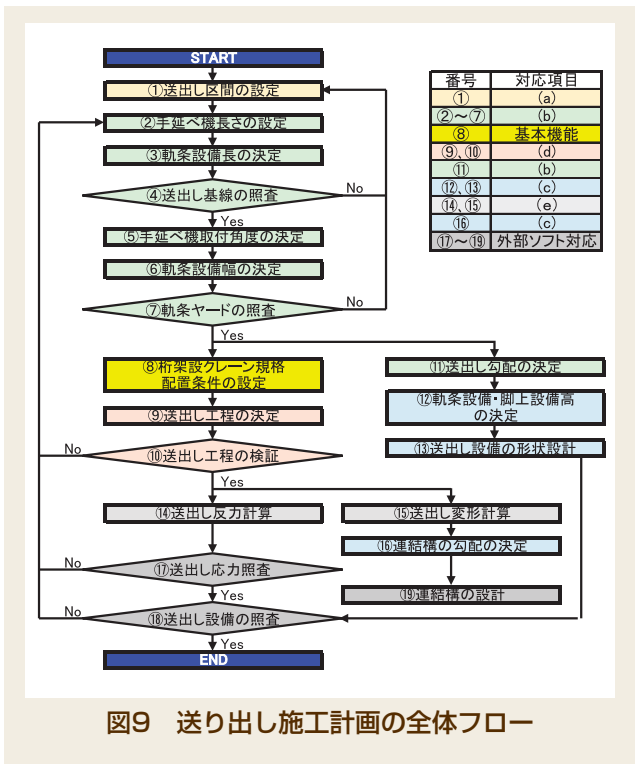 START
①送出し区間の設定
②手延べ機長さの設定
③軌条設備長の決定
④送出し基線の照査
No
Yes
⑤手延べ機取付角度の決定
⑥軌条設備幅の決定
⑦軌条ヤードの照査
No
Yes
⑧桁架設クレーン規格
配置条件の設定
⑨送出し工程の決定
⑩送出し工程の検証
No
Yes
⑪送出し勾配の決定
⑫軌条設備・脚上設備高
の決定
⑬送出し設備の形状設計
⑭送出し反力計算
⑮送出し変形計算
⑯連結構の勾配の決定
⑰送出し応力照査
No
Yes
⑲連結構の設計
⑱送出し設備の照査
No
Yes
END
番号 対応項目
① (a)
②～⑦ (b)
⑧ 基本機能
⑨、⑩ (d)
⑪ (b)
⑫、⑬ (c)
⑭、⑮ (e)
⑯ (c)
⑰～⑲ 外部ソフト対応
図9 送り出し施工計画の全体フロー